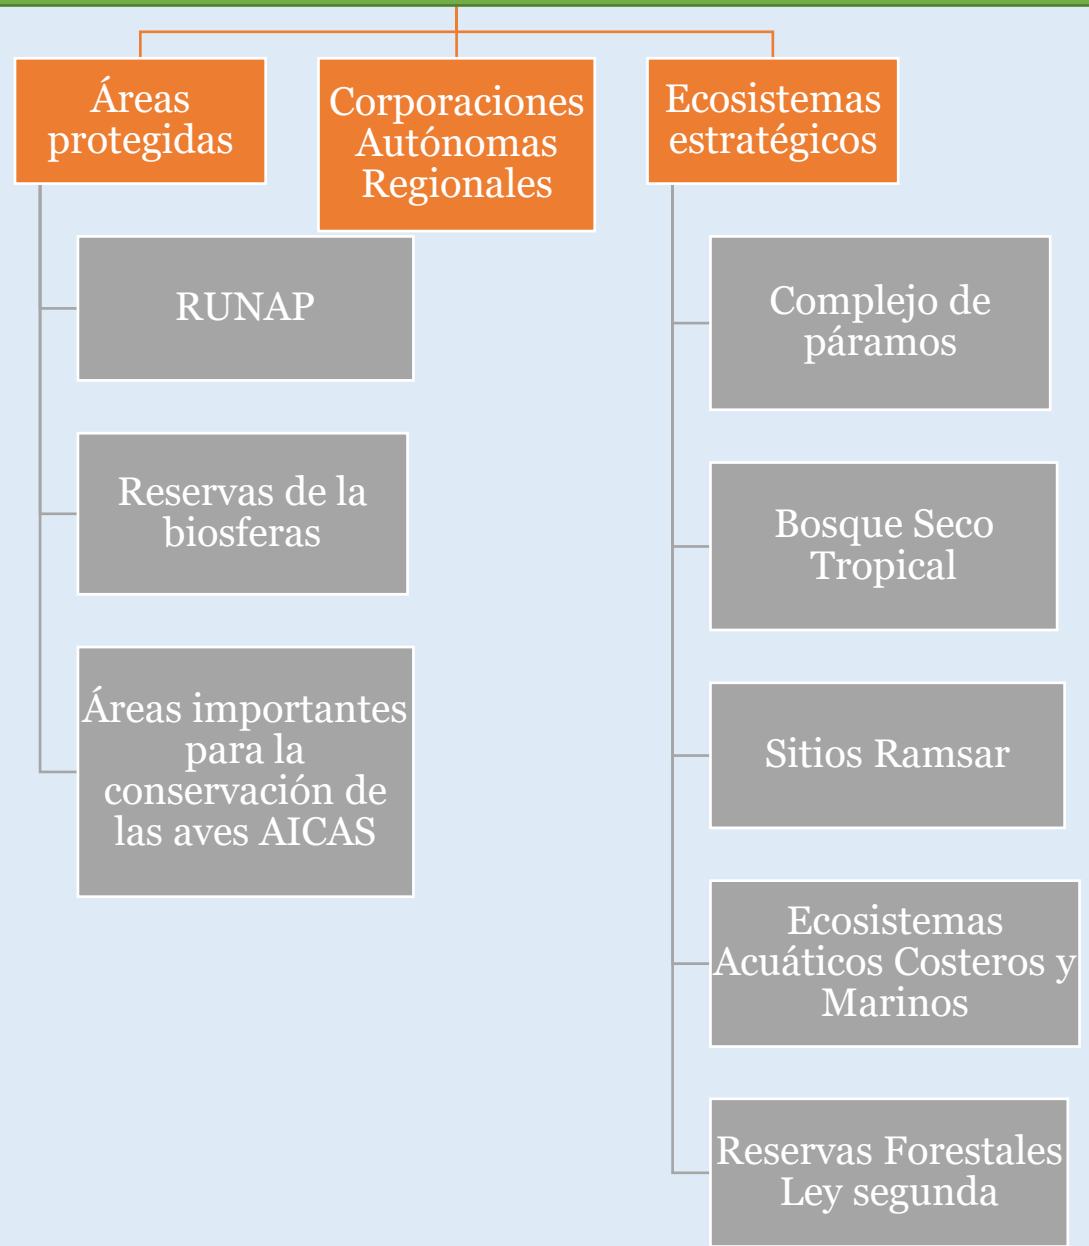 Áreas
protegidas
Corporaciones
Autónomas
Regionales
Ecosistemas
estratégicos
RUNAP
Reservas de la
biosferas
Áreas importantes
para la
conservación de
las aves AICAS
Complejo de
páramos
Bosque Seco
Tropical
Sitios Ramsar
Ecosistemas
Acuáticos Costeros y
Marinos
Reservas Forestales
Ley segunda